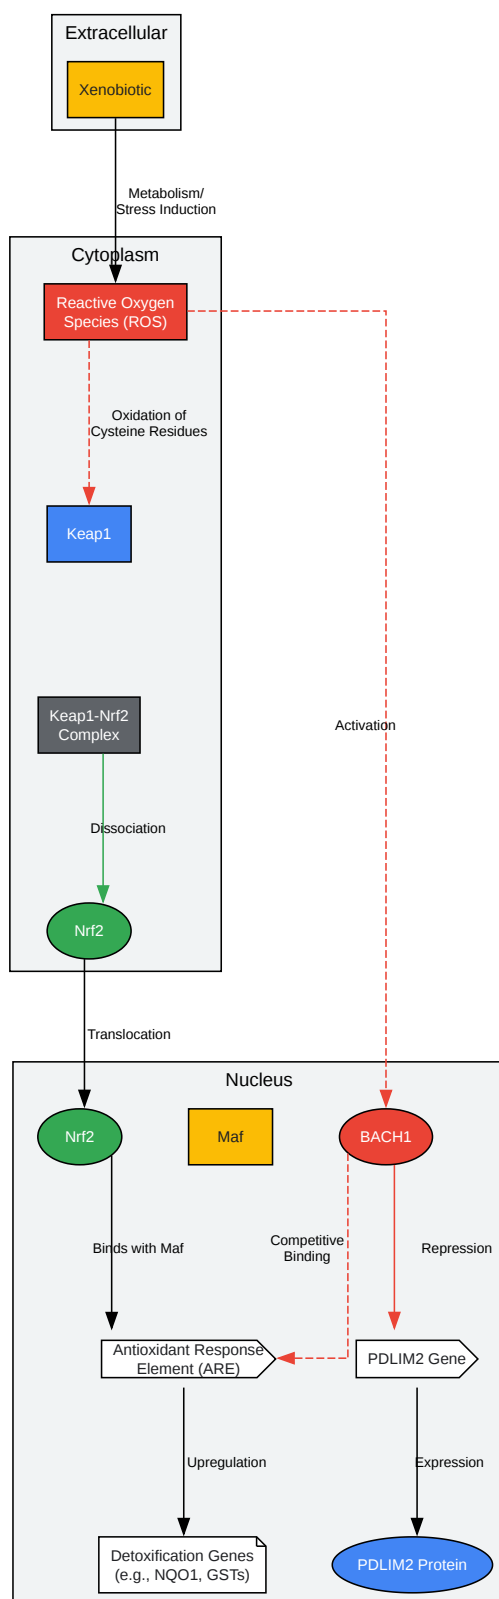 Extracellular
Xenobiotic
Metabolism/
Stress Induction
Cytoplasm
Reactive Oxygen
Species (ROS)
Oxidation of
Cysteine Residues
Keap1
Keap1-Nrf2
Complex
Activation
Dissociation
Nrf2
Translocation
Nucleus
Nrf2
Maf
BACH1
Binds with Maf
Competitive
Binding
Repression
Antioxidant Response
Element (ARE)
PDLIM2 Gene
Upregulation
Expression
Detoxification Genes
(e.g., NQO1, GSTs)
PDLIM2 Protein